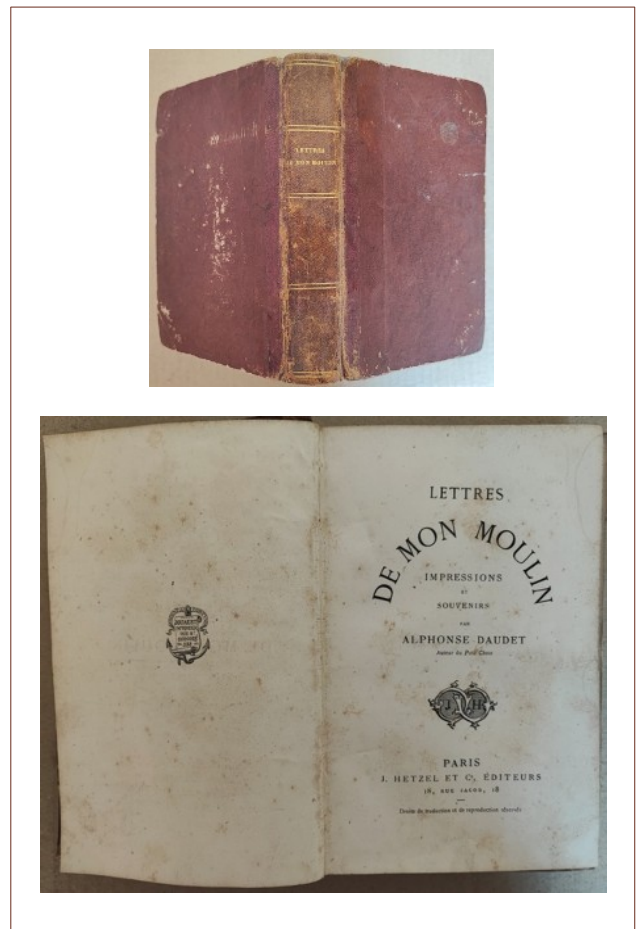 LETTRES
DE MON MOULIN
LETTRES
DE MON MOULIN
IMPRESSIONS
ET
SOUVENIRS
PAR
ALPHONSE DAUDET
Auteur du Petit Chose
J H
PARIS
J. HETZEL ET Cie, ÉDITEURS
18, RUE JACOB, 18
Droits de traduction et de reproduction réservés